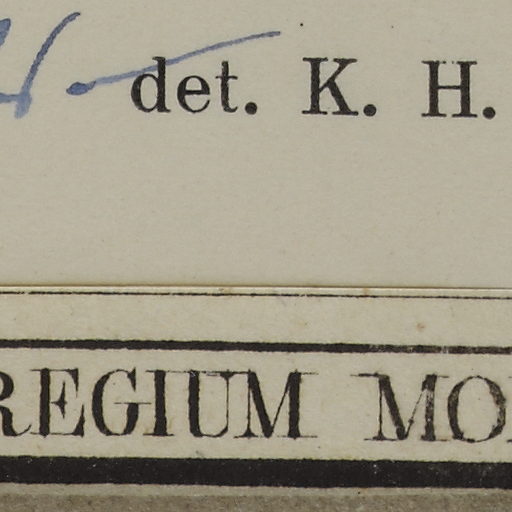 det. K. H.
REGIUM MO